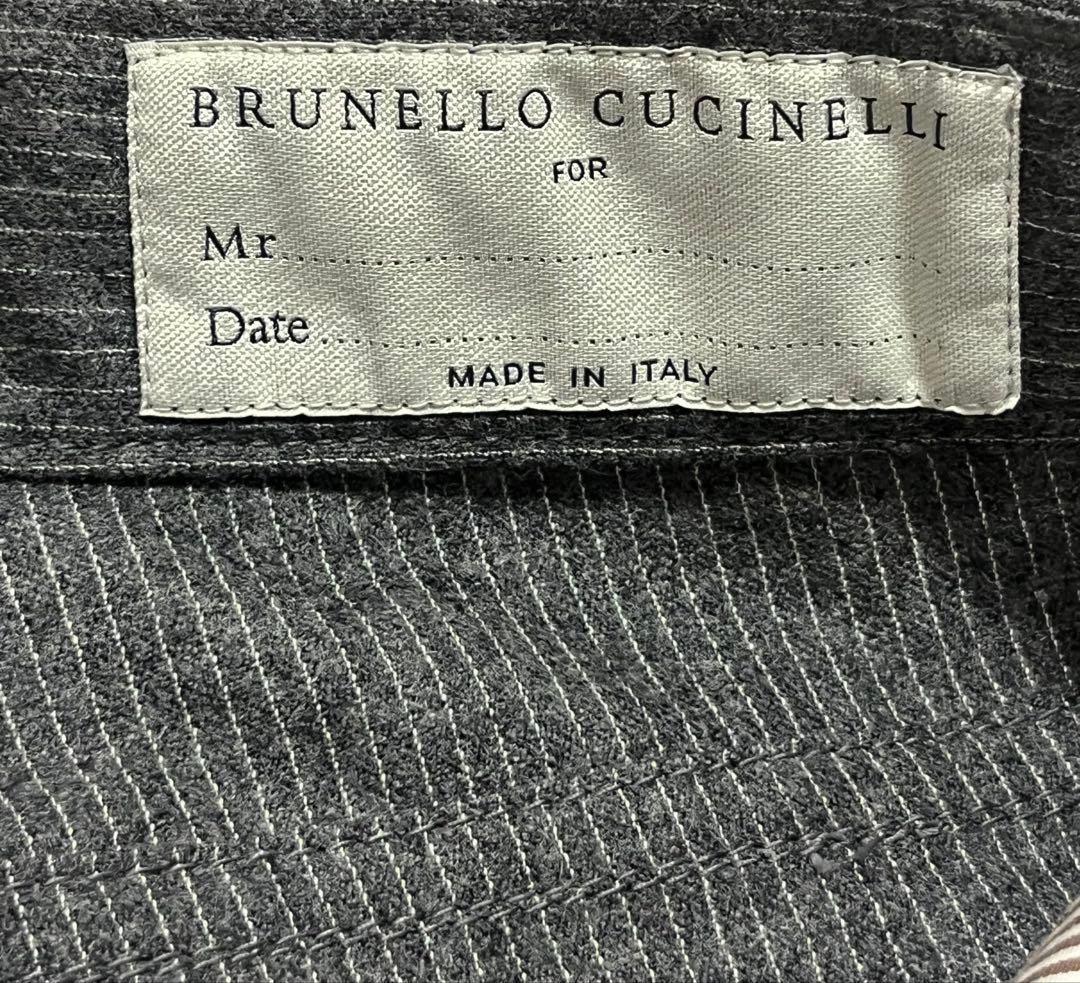 BRUNELLO CUCINELLI
FOR
Mr.....................................................
Date................................................
MADE IN ITALY